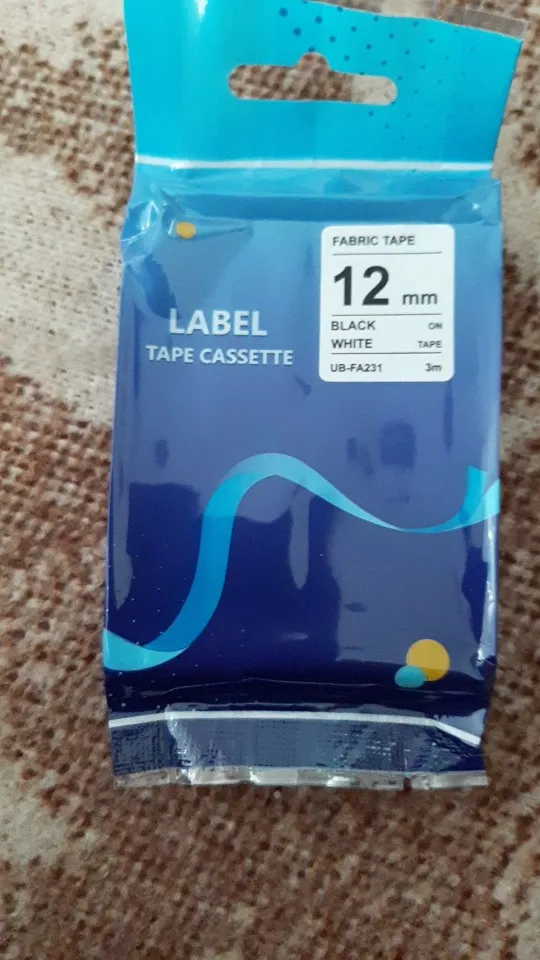 LABEL
TAPE CASSETTE
FABRIC TAPE
12 mm
BLACK ON
WHITE TAPE
UB-FA231 3m